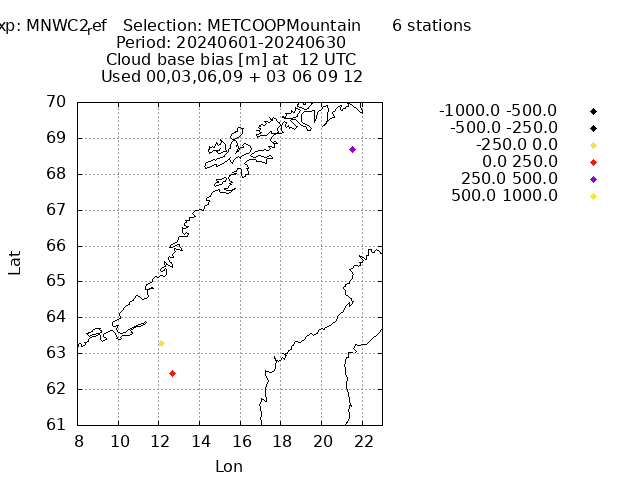 xp: MNWC2ref Selection: METCOOPMountain 6 stations
Period: 20240601-20240630
Cloud base bias [m] at 12 UTC
Used 00,03,06,09 + 03 06 09 12
-1000.0 -500.0
-500.0 -250.0
-250.0 0.0
0.0 250.0
250.0 500.0
500.0 1000.0
70
69
68
67
66
65
64
63
62
61
Lat
8 10 12 14 16 18 20 22
Lon